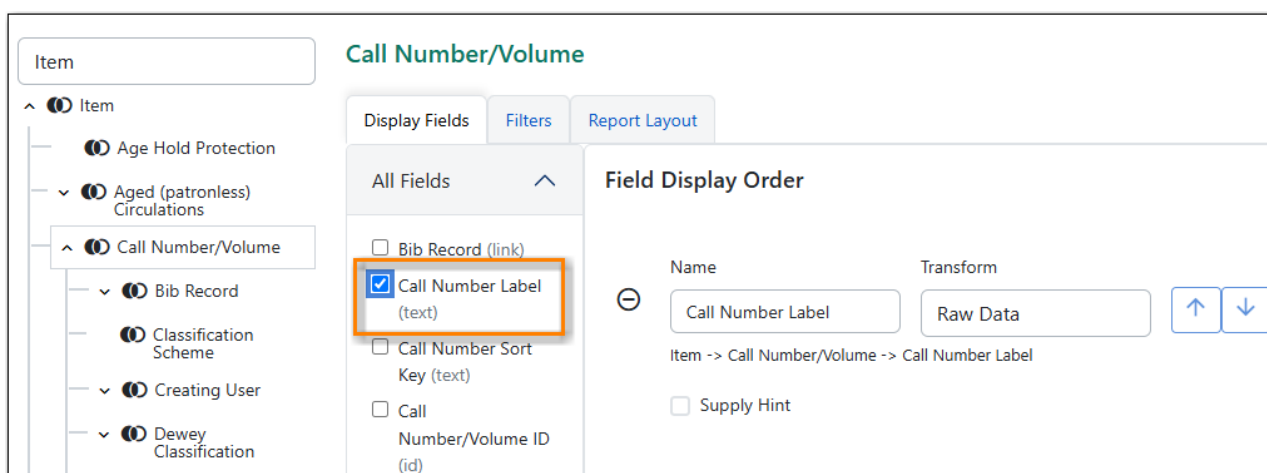 Item
Item
Age Hold Protection
Aged (patronless)
Circulations
Call Number/Volume
Bib Record
Classification
Scheme
Creating User
Dewey
Classification
Call Number/Volume
Display Fields
Filters
Report Layout
All Fields
Bib Record (link)
Call Number Label
(text)
Call Number Sort
Key (text)
Call
Number/Volume ID
(id)
Field Display Order
Name
Transform
Call Number Label
Raw Data
Item -> Call Number/Volume -> Call Number Label
Supply Hint